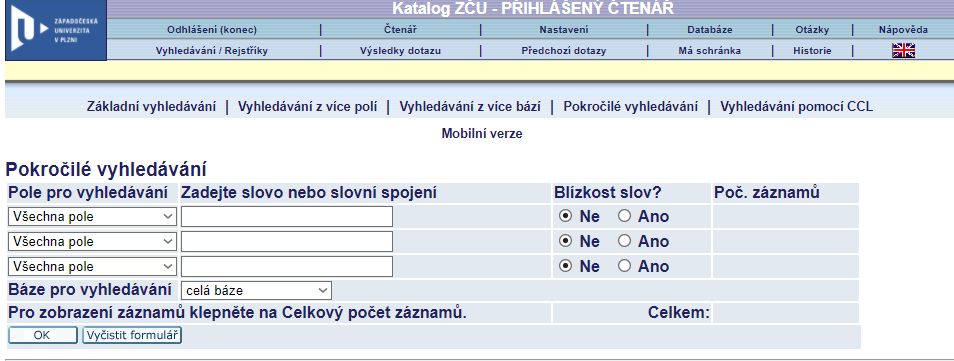 Katalog ZČU - PŘIHLÁŠENÝ ČTENÁŘ
ZÁPADOČESKÁ
UNIVERZITA
V PLZNI
Odhlášení (konec) | Čtenář | Nastavení | Databáze | Otázky | Nápověda
Vyhledávání / Rejstříky | Výsledky dotazu | Předchozí dotazy | Má schránka | Historie |
Základní vyhledávání | Vyhledávání z více polí | Vyhledávání z více bází | Pokročilé vyhledávání | Vyhledávání pomocí CCL
Mobilní verze
Pokročilé vyhledávání
Pole pro vyhledávání Zadejte slovo nebo slovní spojení Blízkost slov? Poč. záznamů
Všechna pole Ne Ano
Všechna pole Ne Ano
Všechna pole Ne Ano
Báze pro vyhledávání celá báze
Pro zobrazení záznamů klepněte na Celkový počet záznamů. Celkem:
OK Vyčistit formulář